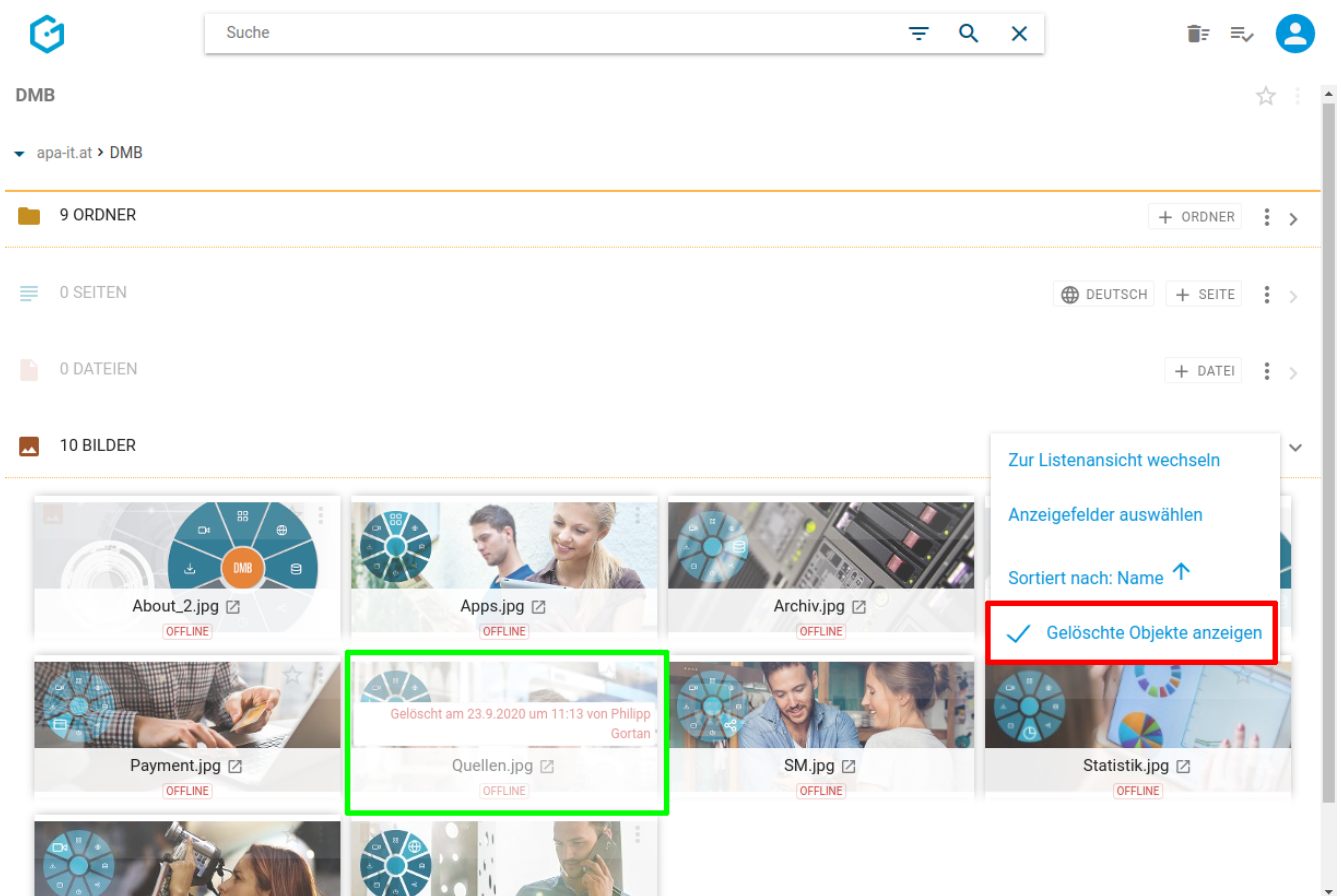 Suche
DMB
apa-it.at > DMB
9 ORDNER
+ ORDNER
0 SEITEN
DEUTSCH
+ SEITE
0 DATEIEN
+ DATEI
10 BILDER
Zur Listenansicht wechseln
Anzeigefelder auswählen
Sortiert nach: Name
Gelöschte Objekte anzeigen
DMB
About_2.jpg
OFFLINE
Apps.jpg
OFFLINE
Archiv.jpg
OFFLINE
Payment.jpg
OFFLINE
Gelöscht am 23.9.2020 um 11:13 von Philipp
Gortan
Quellen.jpg
OFFLINE
SM.jpg
OFFLINE
Statistik.jpg
OFFLINE